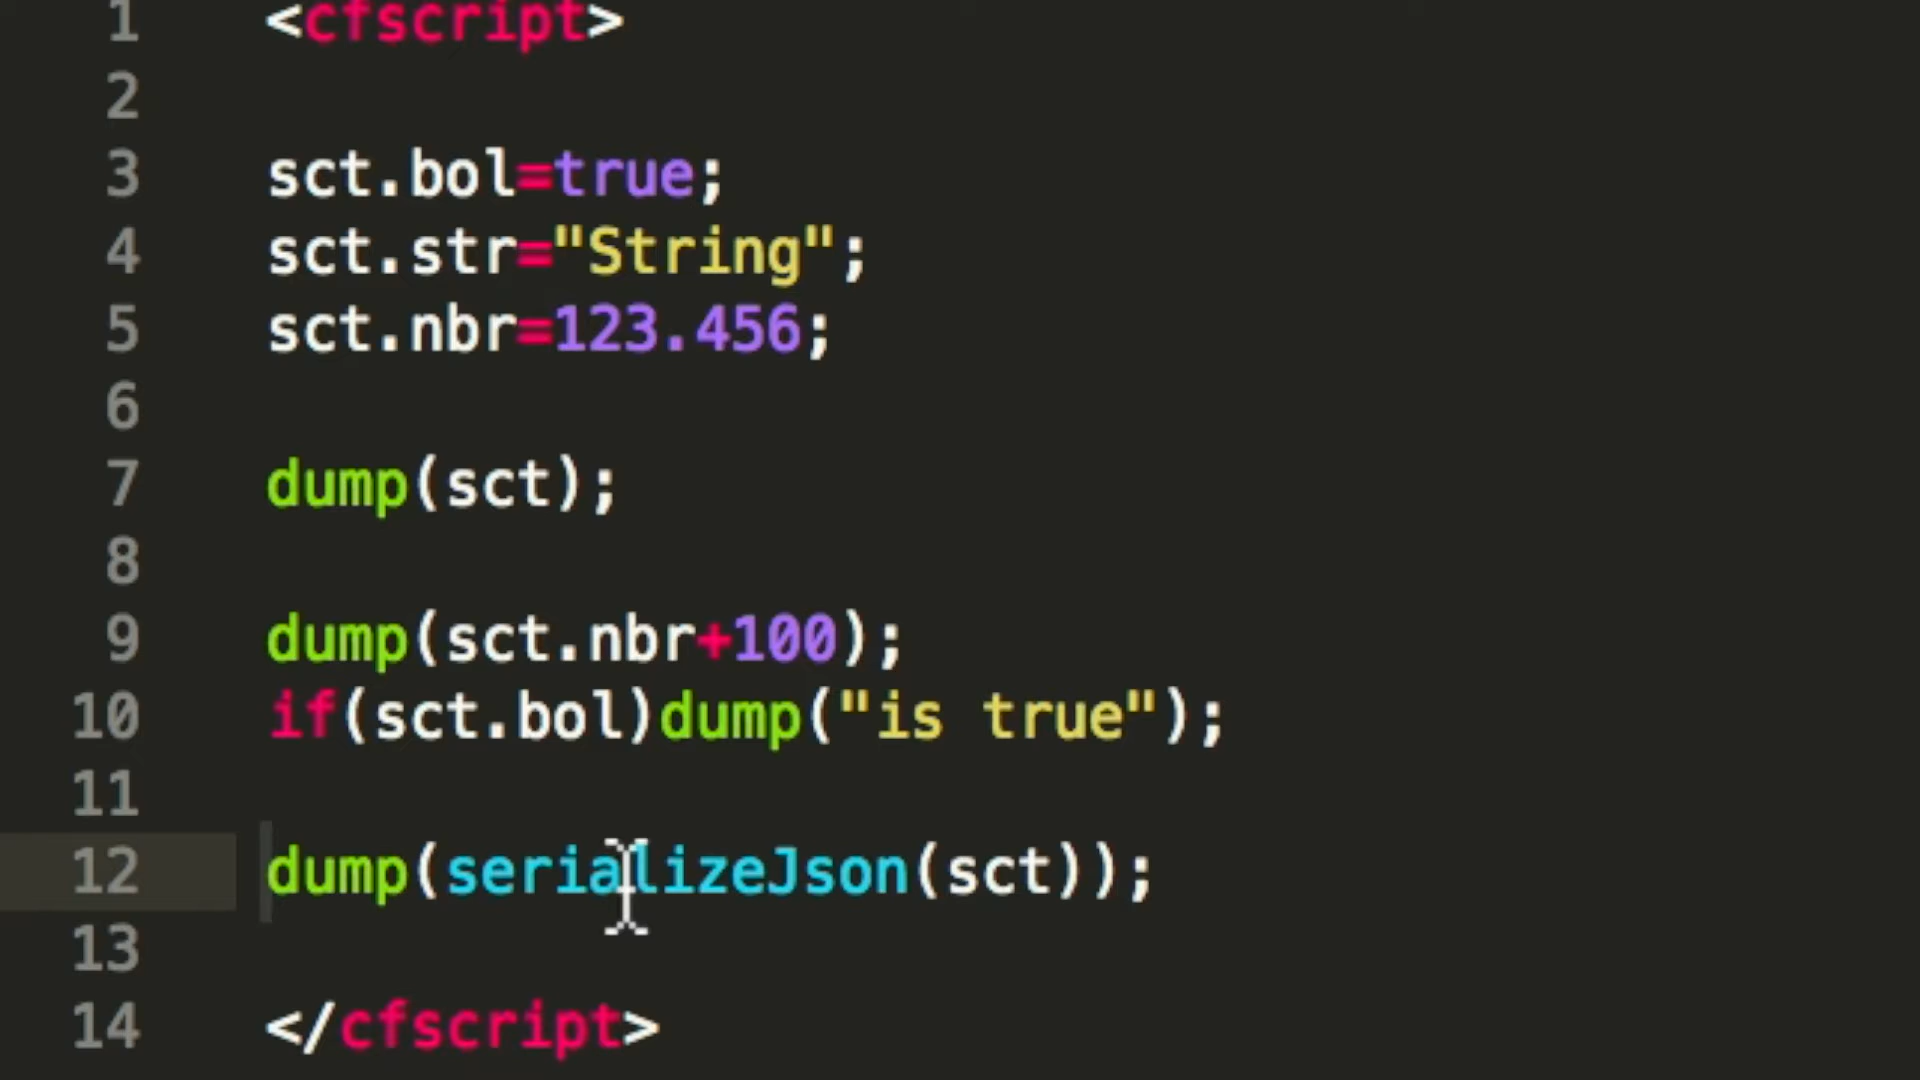 1 <cfscript>
2
3 sct.bol=true;
4 sct.str="String";
5 sct.nbr=123.456;
6
7 dump(sct);
8
9 dump(sct.nbr+100);
10 if(sct.bol)dump("is true");
11
12 dump(serializeJson(sct));
13
14 </cfscript>